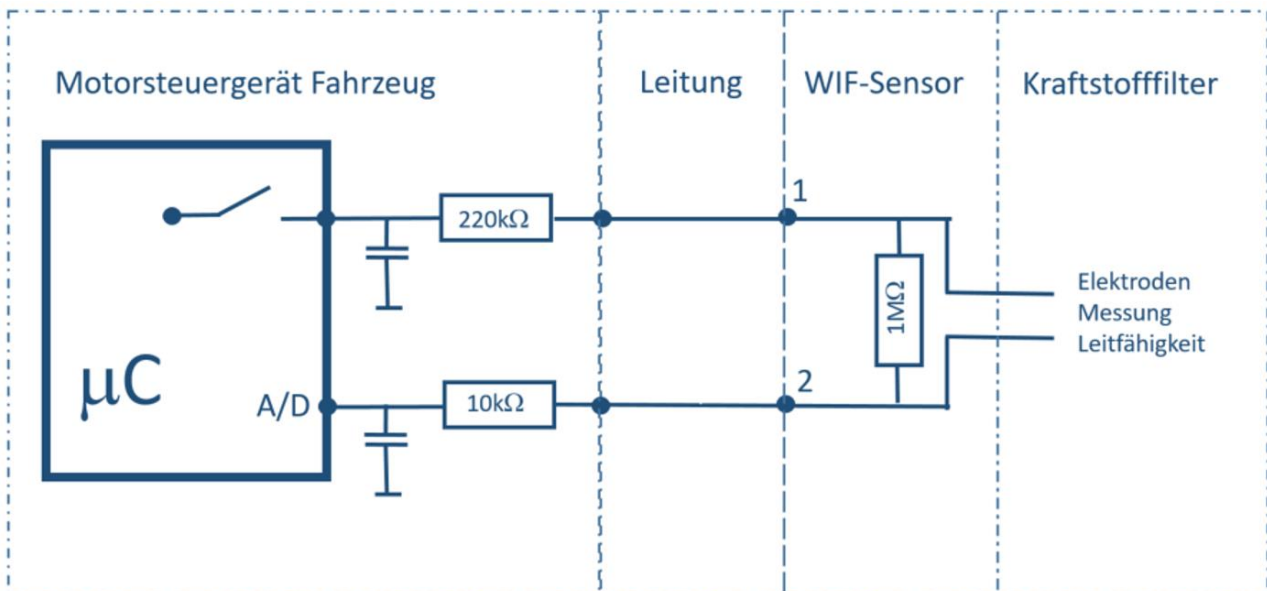 Motorsteuergerät Fahrzeug
Leitung
WIF-Sensor
Kraftstofffilter
220kΩ
1
1MΩ
Elektroden
Messung
Leitfähigkeit
µC
A/D
10kΩ
2